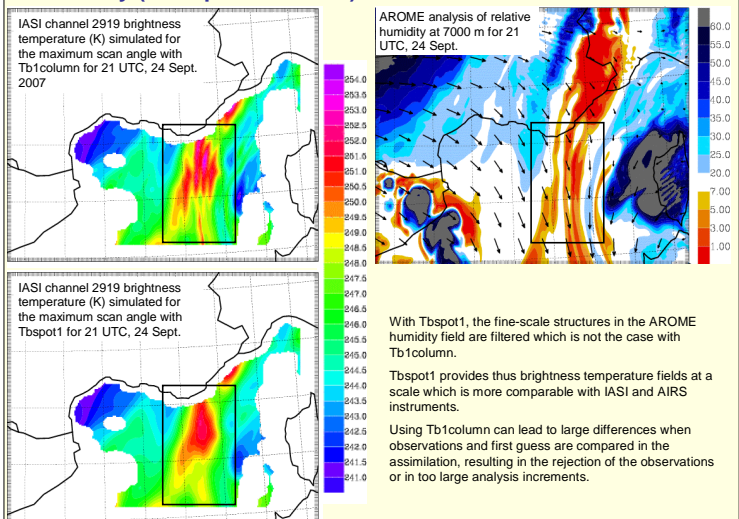 IASI channel 2919 brightness
temperature (K) simulated for
the maximum scan angle with
Tb1column for 21 UTC, 24 Sept.
2007
254.0
253.5
253.0
252.5
252.0
251.5
251.0
250.5
250.0
249.5
249.0
248.5
248.0
247.5
247.0
246.5
246.0
245.5
245.0
244.5
244.0
243.5
243.0
242.5
242.0
241.5
241.0
AROME analysis of relative
humidity at 7000 m for 21
UTC, 24 Sept.
60.0
55.0
50.0
45.0
40.0
35.0
30.0
25.0
20.0
7.00
5.00
3.00
1.00
IASI channel 2919 brightness
temperature (K) simulated for
the maximum scan angle with
Tbspot1 for 21 UTC, 24 Sept.
With Tbspot1, the fine-scale structures in the AROME
humidity field are filtered which is not the case with
Tb1column.
Tbspot1 provides thus brightness temperature fields at a
scale which is more comparable with IASI and AIRS
instruments.
Using Tb1column can lead to large differences when
observations and first guess are compared in the
assimilation, resulting in the rejection of the observations
or in too large analysis increments.